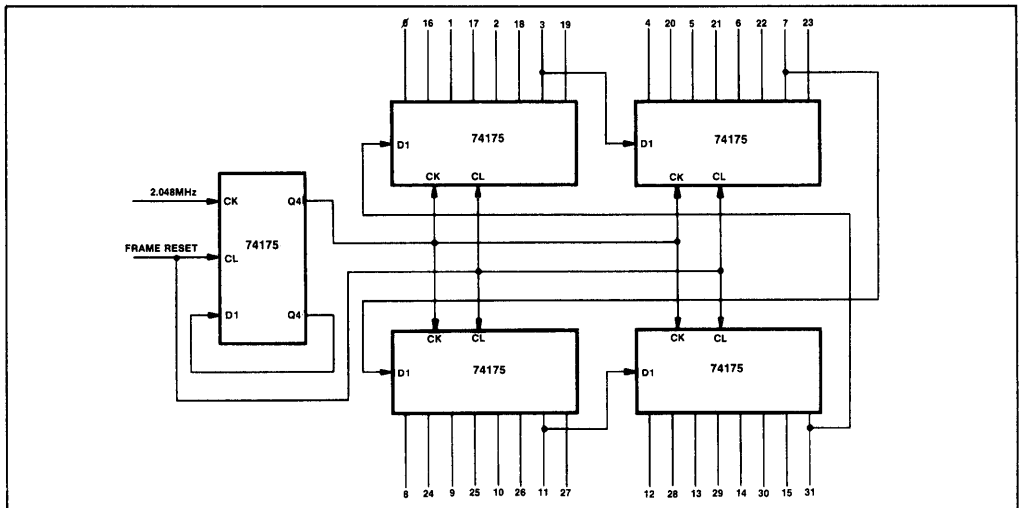 0 16 1 17 2 18 3 19
4 20 5 21 6 22 7 23
74175
D1
CK CL
74175
D1
CK CL
2.048MHz
CK Q4
74175
FRAME RESET
CL
D1 Q4
CK CL
D1
74175
CK CL
D1
74175
8 24 9 25 10 26 11 27
12 28 13 29 14 30 15 31